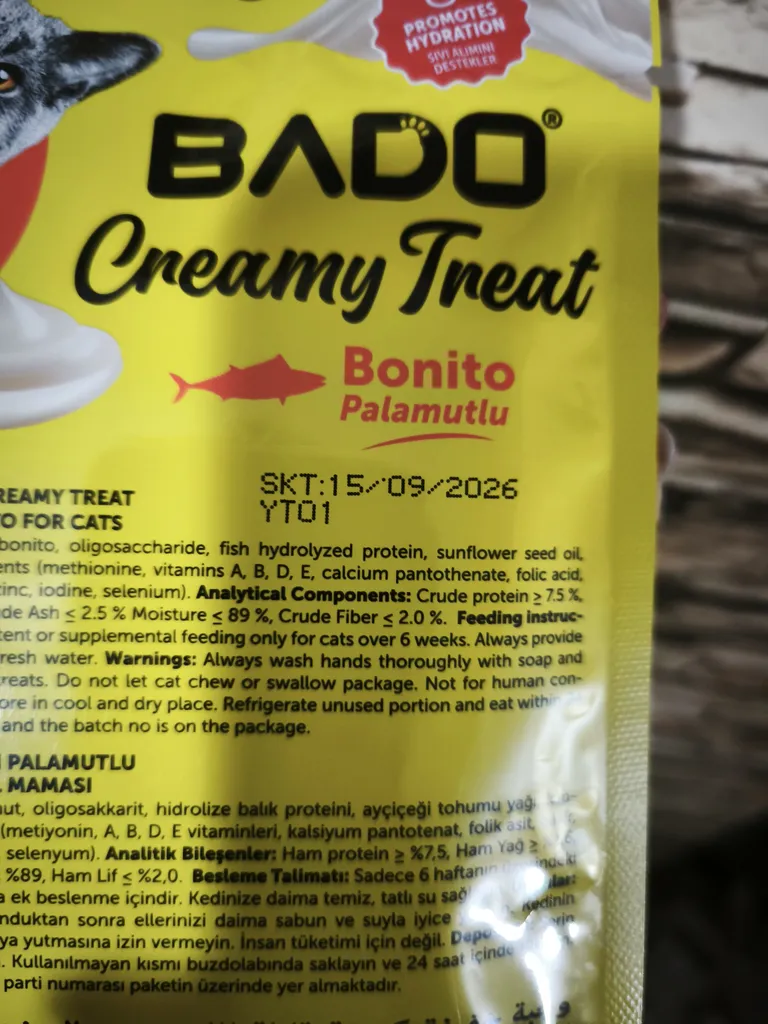 PROMOTES
HYDRATION
SIVI ALIMINI
DESTEKLER
BADO®
Creamy Treat
Bonito
Palamutlu
SKT:15/09/2026
YT01
REAMY TREAT
O FOR CATS
bonito, oligosaccharide, fish hydrolyzed protein, sunflower seed oil,
ents (methionine, vitamins A, B, D, E, calcium pantothenate, folic acid,
zinc, iodine, selenium). Analytical Components: Crude protein ≥ 7.5 %,
de Ash ≤ 2.5 % Moisture ≤ 89 %, Crude Fiber ≤ 2.0 %. Feeding instruc-
tent or supplemental feeding only for cats over 6 weeks. Always provide
resh water. Warnings: Always wash hands thoroughly with soap and
reats. Do not let cat chew or swallow package. Not for human con-
ore in cool and dry place. Refrigerate unused portion and eat within
and the batch no is on the package.
PALAMUTLU
MAMASI
ut, oligosakkarit, hidrolize balık proteini, ayçiçeği tohumu yağı
(metiyonin, A, B, D, E vitaminleri, kalsiyum pantotenat, folik asit,
selenyum). Analitik Bileşenler: Ham protein ≥ %7,5, Ham Yağ ≥
%89, Ham Lif ≤ %2,0. Besleme Talimatı: Sadece 6 haftanın
a ek beslenme içindir. Kedinize daima temiz, tatlı su
nduktan sonra ellerinizi daima sabun ve suyla iyice Kedinin
ya yutmasına izin vermeyin. İnsan tüketimi için değil.
. Kullanılmayan kısmı buzdolabında saklayın ve 24 saat içinde
parti numarası paketin üzerinde yer almaktadır.